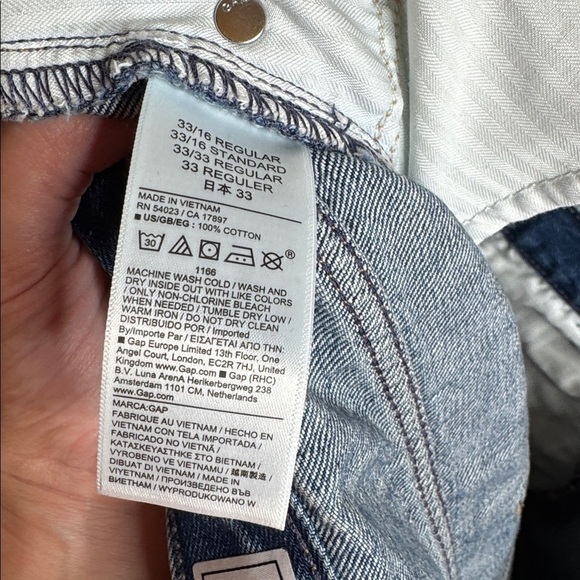 33/16 REGULAR
33/16 STANDARD
33/33 REGULAR
33 REGULER
日本 33
MADE IN VIETNAM
RN 54023 / CA 17897
■ US/GB/EG : 100% COTTON
30
®
1166
MACHINE WASH COLD / WASH AND
DRY INSIDE OUT WITH LIKE COLORS
/ ONLY NON-CHLORINE BLEACH
WHEN NEEDED / TUMBLE DRY LOW /
WARM IRON / DO NOT DRY CLEAN
DISTRIBUIDO POR / Imported
By/Importe Par / ΕΙΣΑΓΕΤΑΙ ΑΠΟ ΤΗΝ:
■ Gap Europe Limited 13th Floor, One
Angel Court, London, EC2R 7HJ, United
Kingdom www.Gap.com ■ Gap (RHC)
B.V. Luna ArenA Herikerbergweg 238
Amsterdam 1101 CM, Netherlands
www.Gap.com
MARCA:GAP
FABRIQUÉ AU VIETNAM / HECHO EN
VIETNAM CON TELA IMPORTADA /
FABRICADO NO VIETNÃ /
ΚΑΤΑΣΚΕΥΑΣΤΗΚΕ ΣΤΟ ΒΙΕΤΝΑΜ /
VYROBENO VE VIETNAMU / 越南製造 /
DIBUAT DI VIETNAM / MADE IN
VIETNAM / ПРОИЗВЕДЕНО ВЪВ
ВИЕТНАМ / WYPRODUKOWANO W